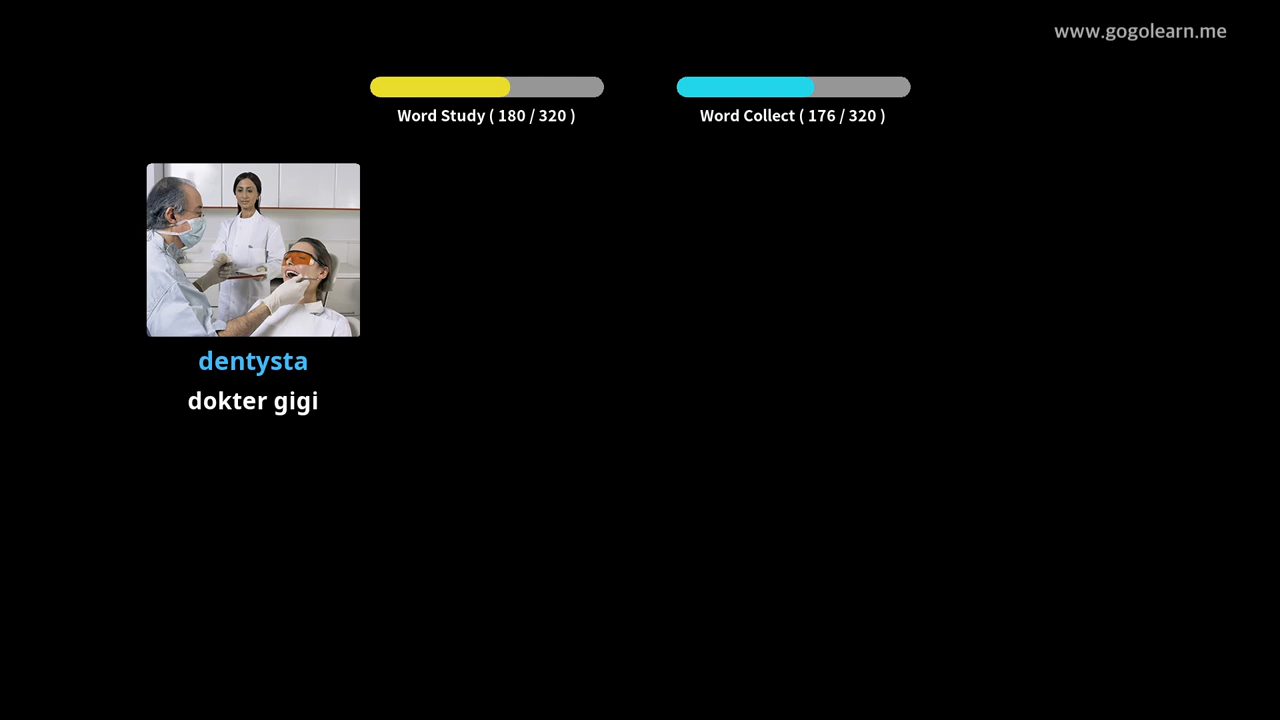 www.gogolearn.me
Word Study ( 180 / 320 )
Word Collect ( 176 / 320 )
dentysta
dokter gigi